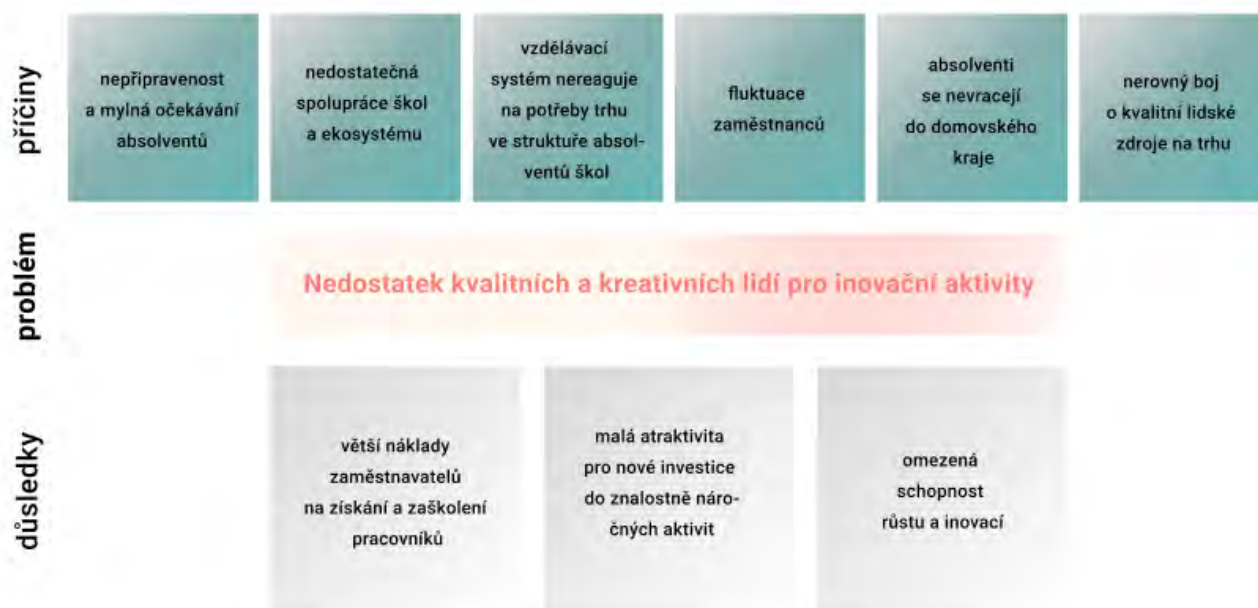 příčiny
nepřipravenost
a mylná očekávání
absolventů
nedostatečná
spolupráce škol
a ekosystému
vzdělávací
systém nereaguje
na potřeby trhu
ve struktuře absol-
ventů škol
fluktuace
zaměstnanců
absolventi
se nevracejí
do domovského
kraje
nerovný boj
o kvalitní lidské
zdroje na trhu
problém
Nedostatek kvalitních a kreativních lidí pro inovační aktivity
důsledky
větší náklady
zaměstnavatelů
na získání a zaškolení
pracovníků
malá atraktivita
pro nové investice
do znalostně náro-
čných aktivit
omezená
schopnost
růstu a inovací